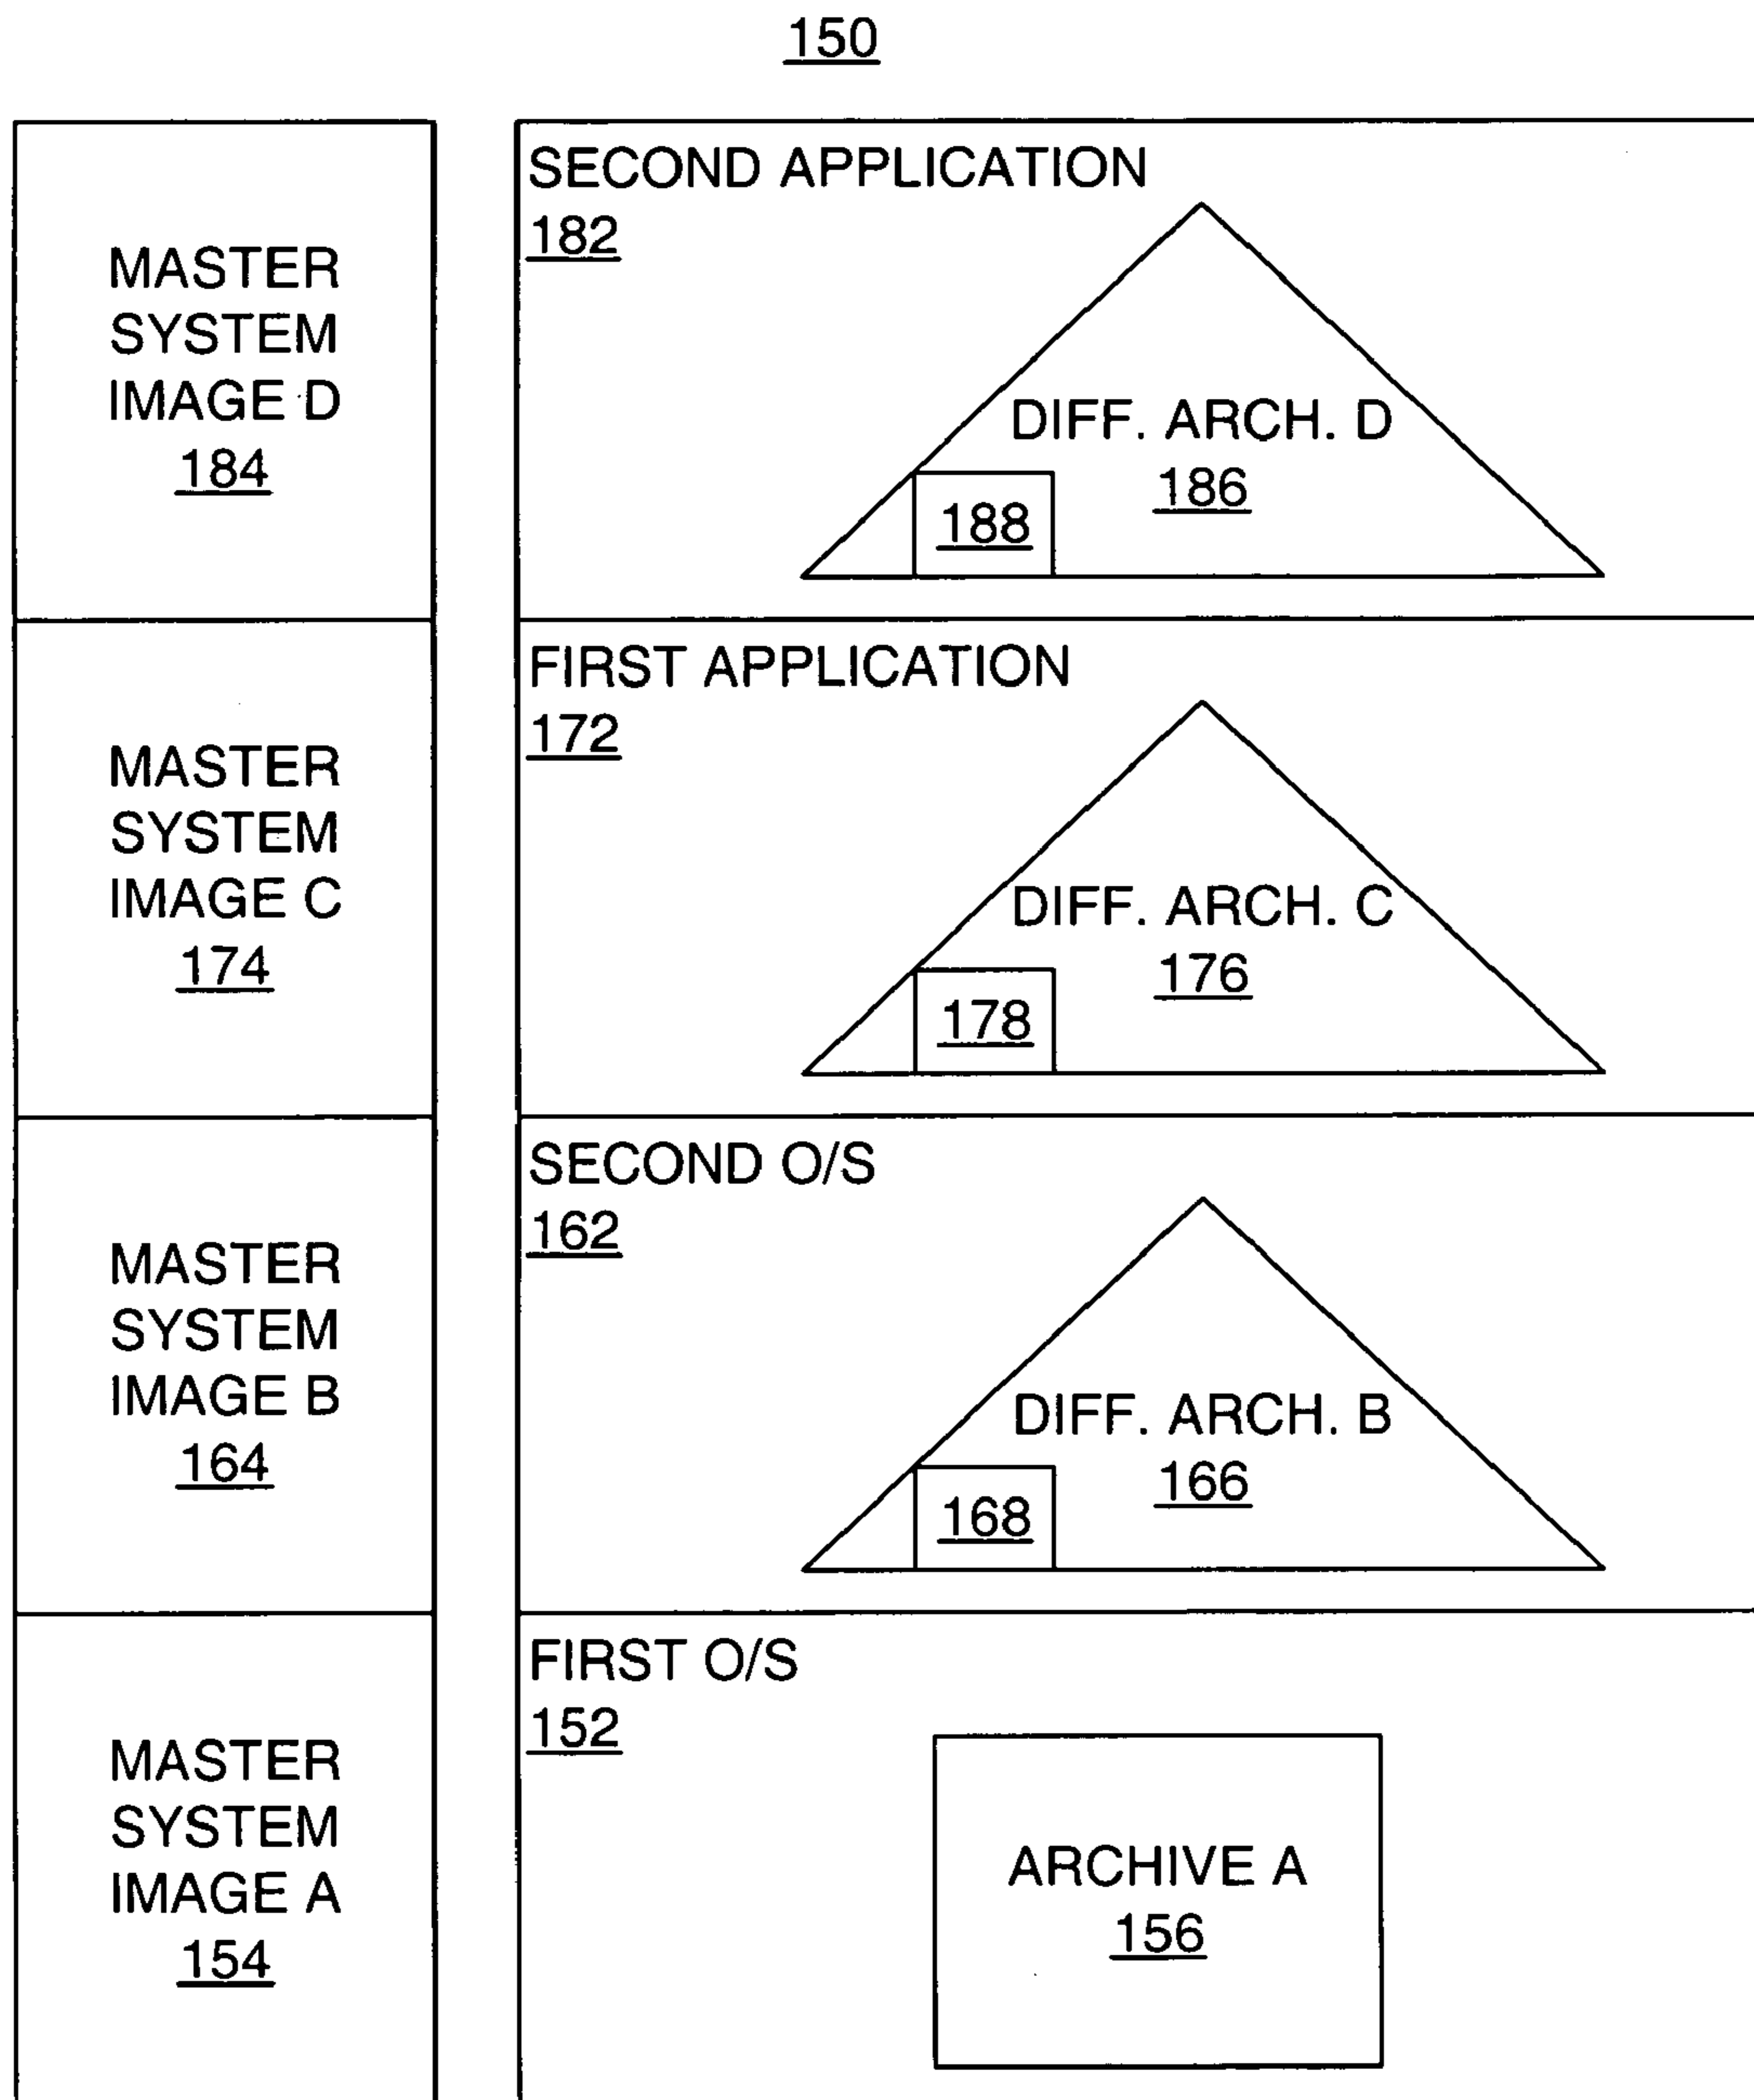 150
MASTER
SYSTEM
IMAGE D
184
SECOND APPLICATION
182
DIFF. ARCH. D
186
188
MASTER
SYSTEM
IMAGE C
174
FIRST APPLICATION
172
DIFF. ARCH. C
176
178
MASTER
SYSTEM
IMAGE B
164
SECOND O/S
162
DIFF. ARCH. B
166
168
MASTER
SYSTEM
IMAGE A
154
FIRST O/S
152
ARCHIVE A
156